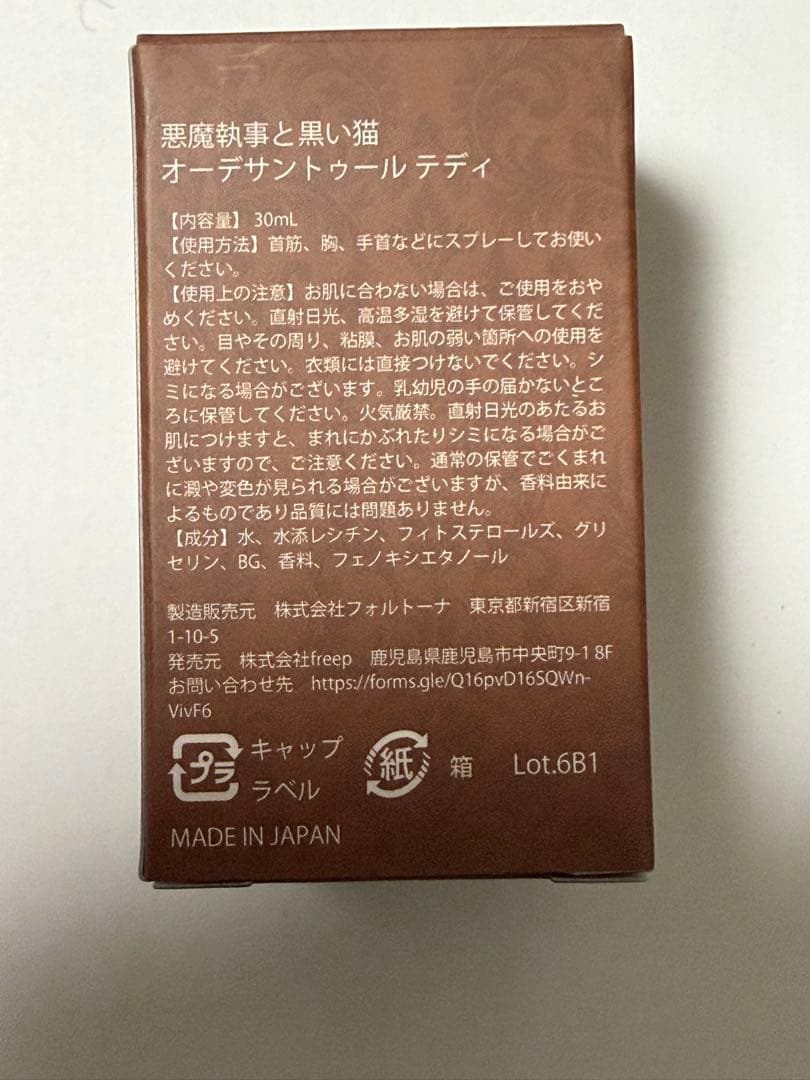 悪魔執事と黒い猫
オーデサントゥール テディ
【内容量】 30mL
【使用方法】首筋、胸、手首などにスプレーしてお使い
ください。
【使用上の注意】お肌に合わない場合は、ご使用をおや
めください。直射日光、高温多湿を避けて保管してくだ
さい。目やその周り、粘膜、お肌の弱い箇所への使用を
避けてください。衣類には直接つけないでください。シ
ミになる場合がございます。乳幼児の手の届かないとこ
ろに保管してください。火気厳禁。直射日光のあたるお
肌につけますと、まれにかぶれたりシミになる場合がご
ざいますので、ご注意ください。通常の保管でごくまれ
に澱や変色が見られる場合がございますが、香料由来に
よるものであり品質には問題ありません。
【成分】水、水添レシチン、フィトステロールズ、グリ
セリン、BG、香料、フェノキシエタノール
製造販売元 株式会社フォルトーナ 東京都新宿区新宿
1-10-5
発売元 株式会社freep 鹿児島県鹿児島市中央町9-1 8F
お問い合わせ先 https://forms.gle/Q16pvD16SQWn-
VivF6
プラ キャップ
ラベル
紙 箱 Lot.6B1
MADE IN JAPAN